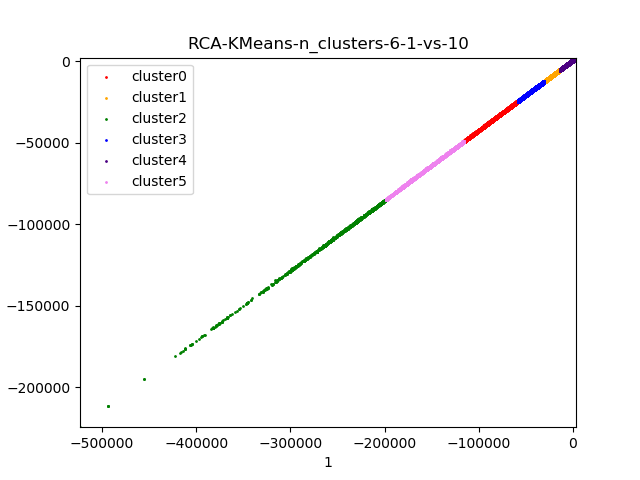 RCA-KMeans-n_clusters-6-1-vs-10
cluster0
cluster1
cluster2
cluster3
cluster4
cluster5
0
−50000
−100000
−150000
−200000
−500000
−400000
−300000
−200000
−100000
0
1